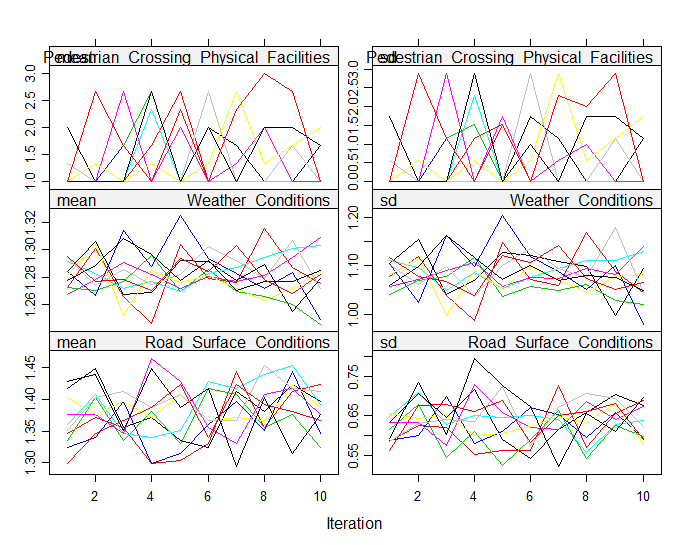 mean Pedestrian Crossing Physical Facilities
sd Pedestrian Crossing Physical Facilities
1.0 1.5 2.0 2.5 3.0
0.0 0.5 1.0 1.5 2.0 2.5 3.0
mean Weather Conditions
sd Weather Conditions
1.26 1.28 1.30 1.32
1.00 1.10 1.20
mean Road Surface Conditions
sd Road Surface Conditions
1.30 1.35 1.40 1.45
0.55 0.65 0.75
2 4 6 8 10
2 4 6 8 10
Iteration